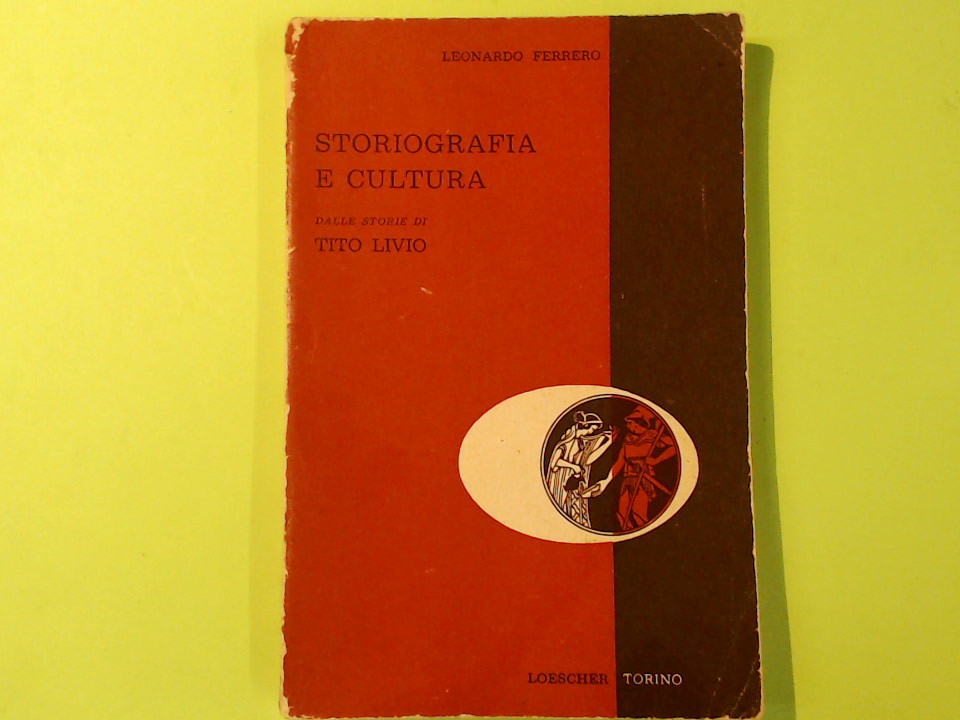 LEONARDO FERRERO
STORIOGRAFIA
E CULTURA
DALLE STORIE DI
TITO LIVIO
LOESCHER TORINO